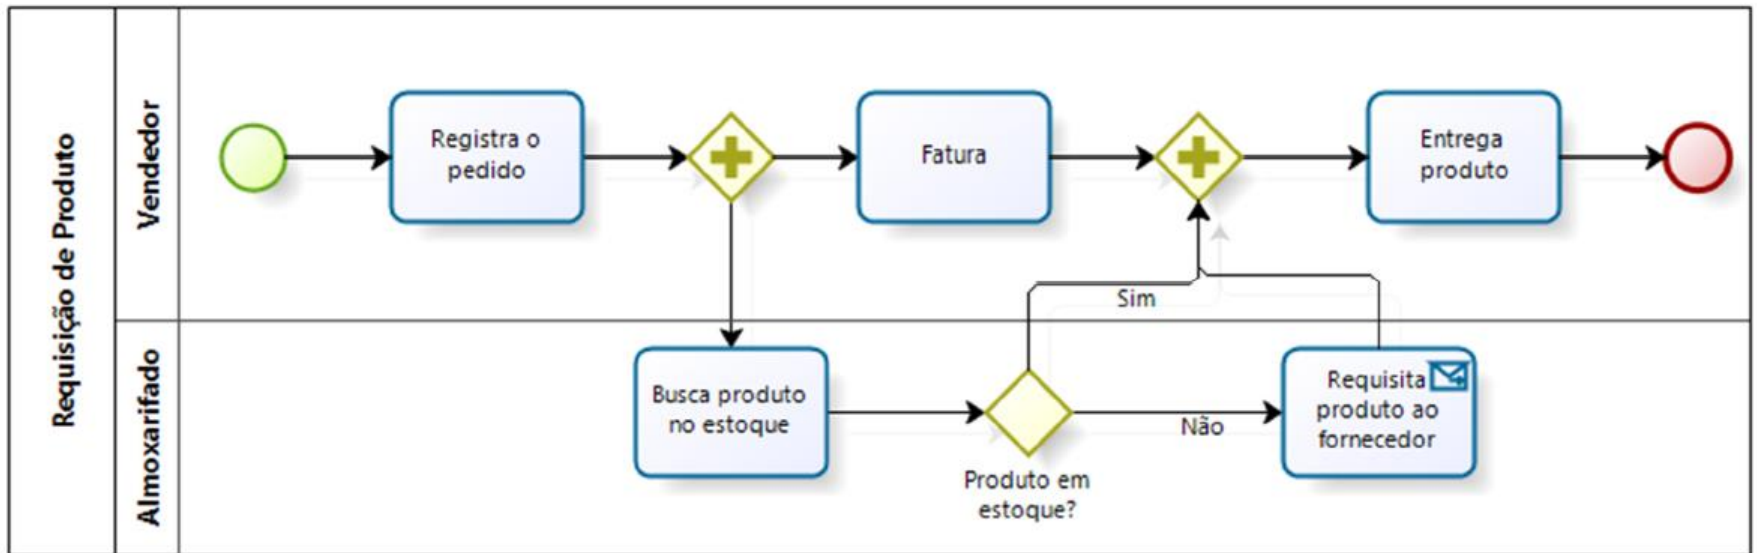 Requisição de Produto
Vendedor
Registra o
pedido
Fatura
Entrega
produto
Sim
Almoxarifado
Busca produto
no estoque
Produto em
estoque?
Não
Requisita
produto ao
fornecedor